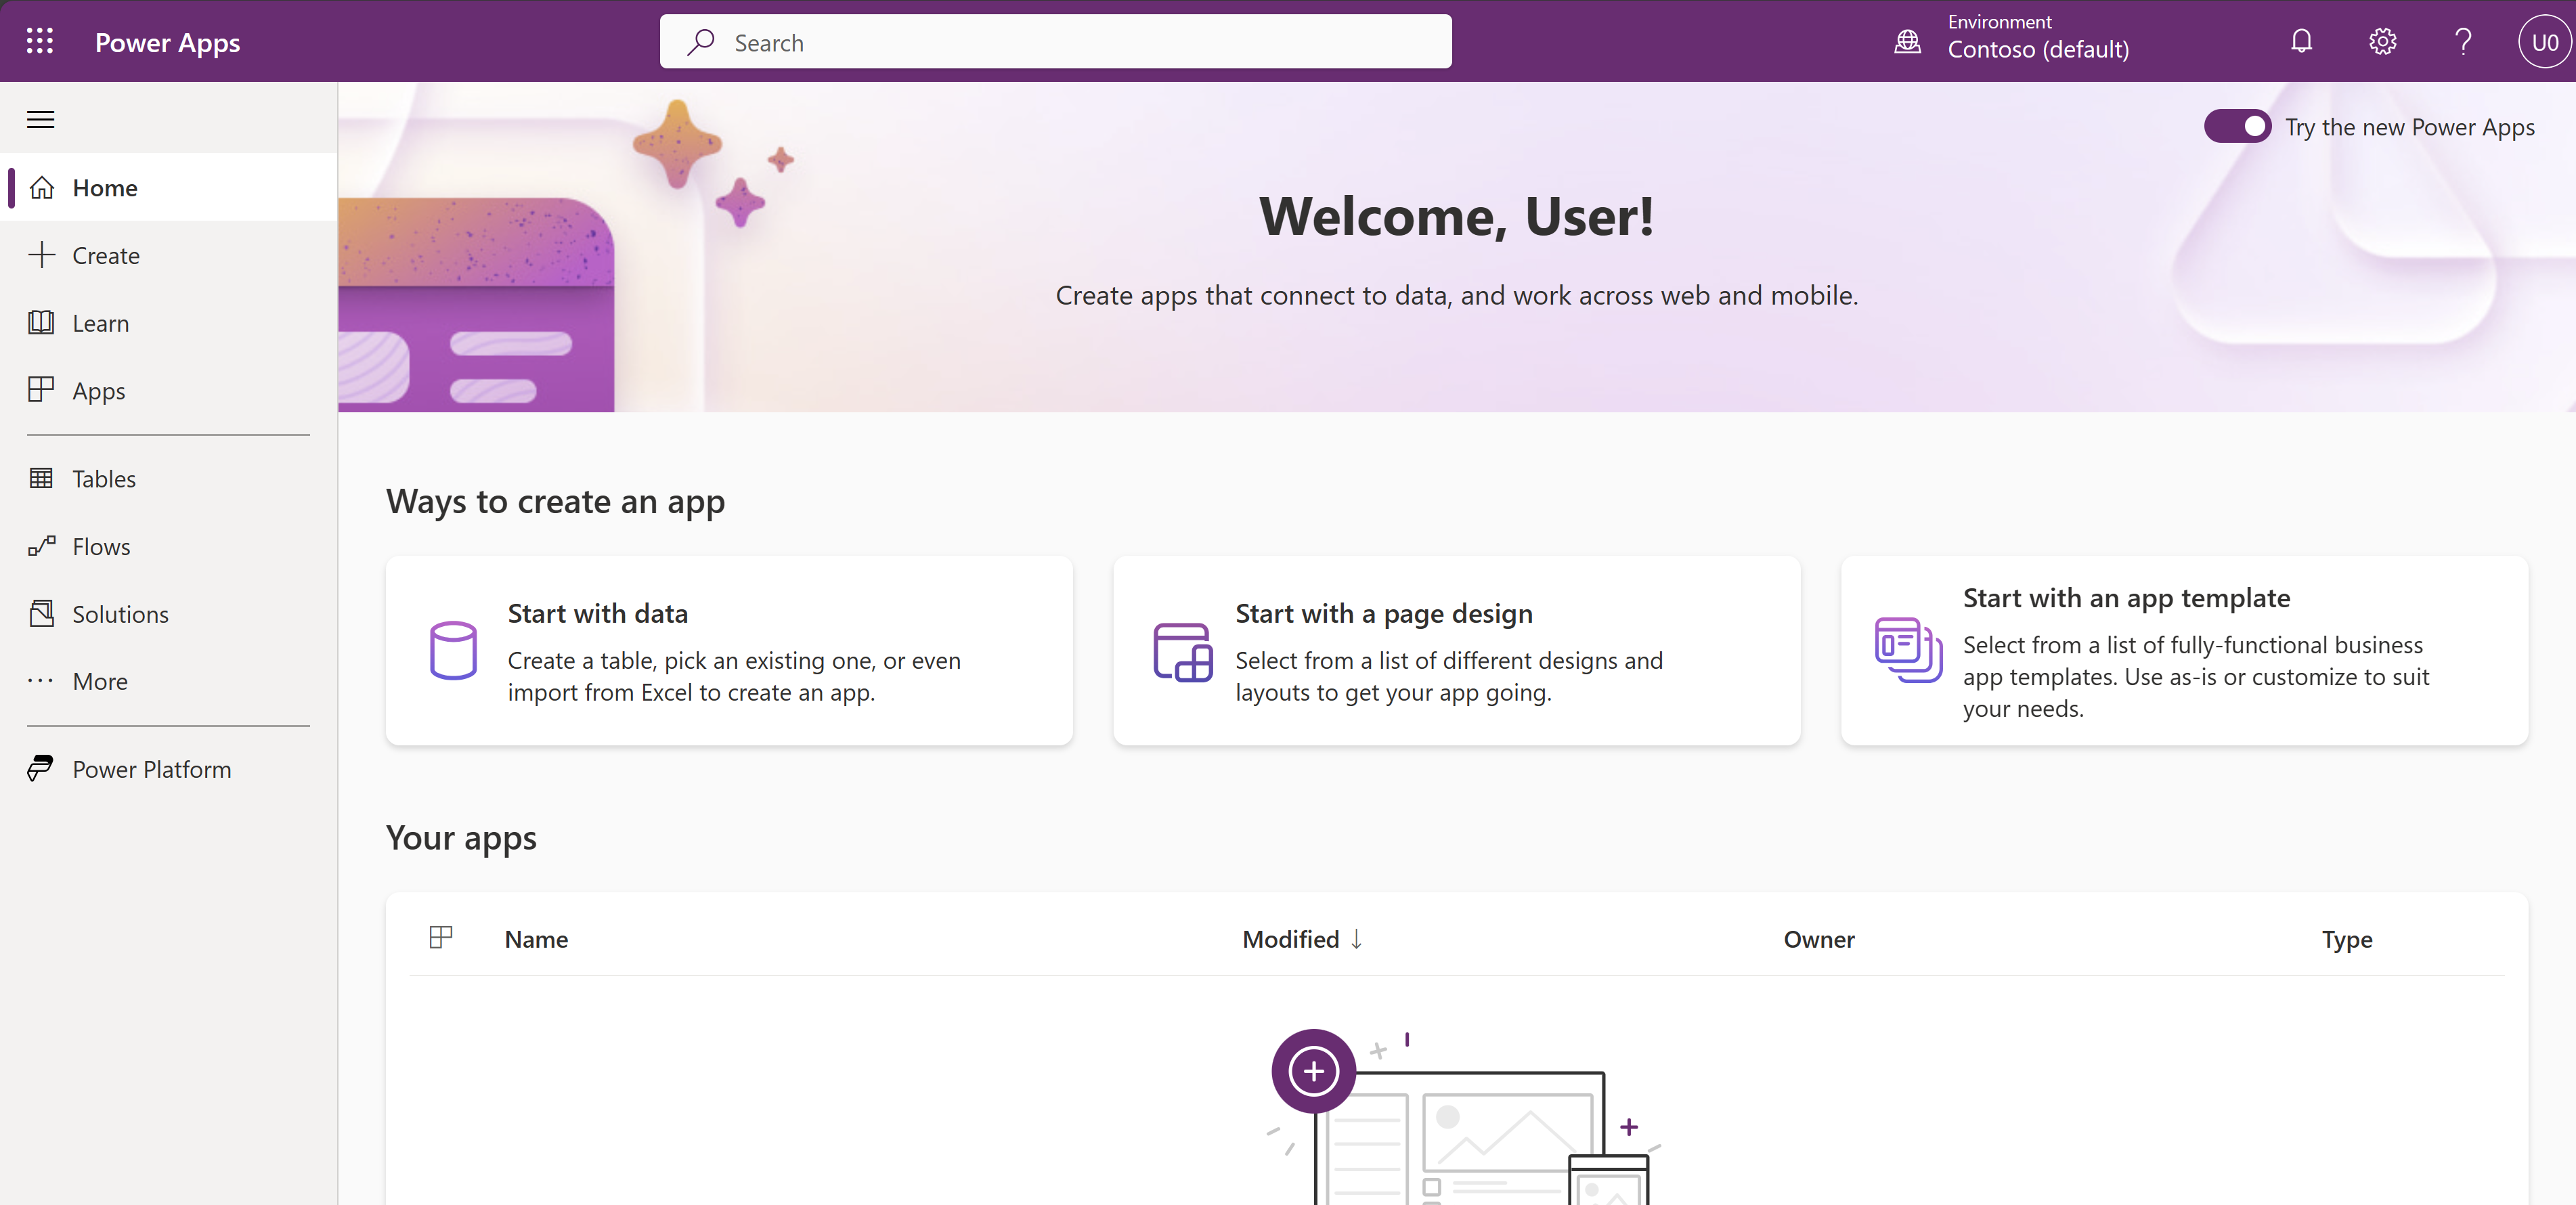 Power Apps
Search
Environment
Contoso (default)
U0
Home
Create
Learn
Apps
Tables
Flows
Solutions
More
Power Platform
Try the new Power Apps
Welcome, User!
Create apps that connect to data, and work across web and mobile.
Ways to create an app
Start with data
Create a table, pick an existing one, or even
import from Excel to create an app.
Start with a page design
Select from a list of different designs and
layouts to get your app going.
Start with an app template
Select from a list of fully-functional business
app templates. Use as-is or customize to suit
your needs.
Your apps
Name Modified ↓ Owner Type